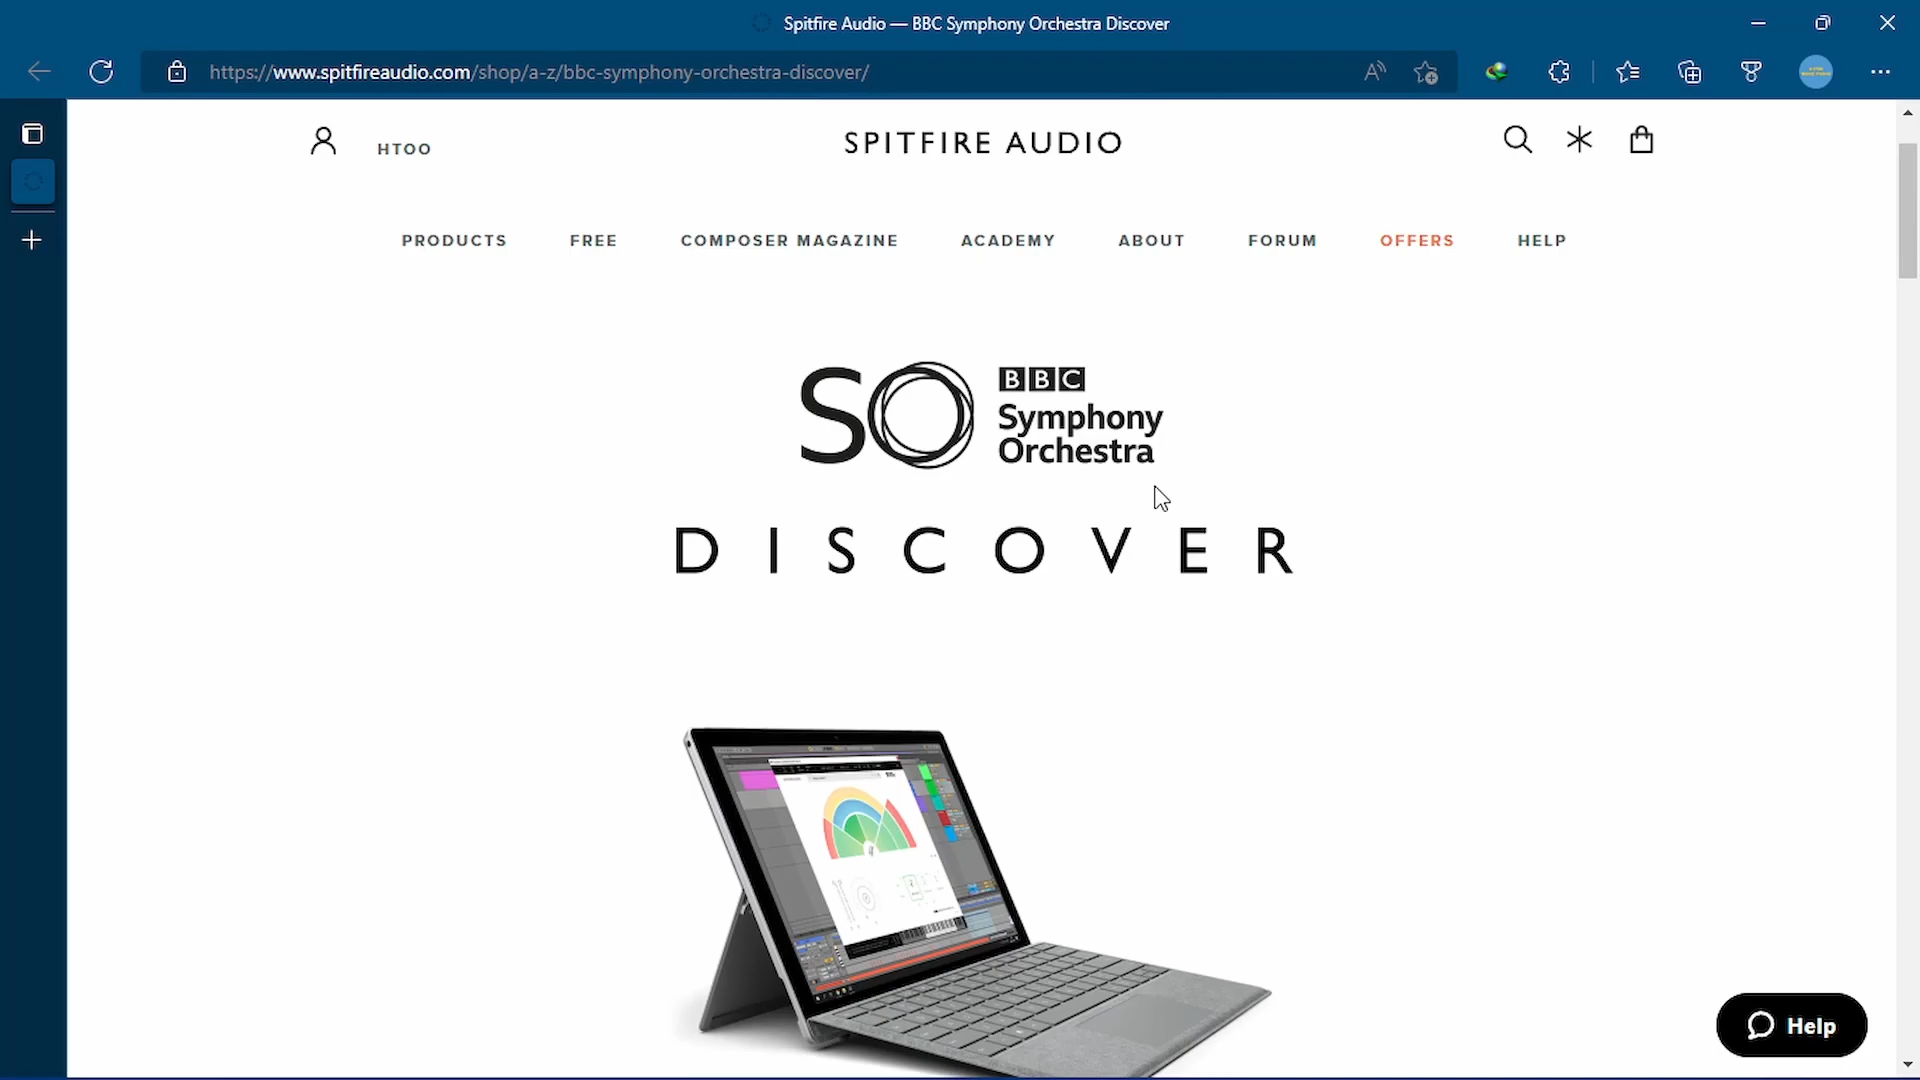 Spitfire Audio — BBC Symphony Orchestra Discover
https://www.spitfireaudio.com/shop/a-z/bbc-symphony-orchestra-discover/
HTOO
SPITFIRE AUDIO
PRODUCTS FREE COMPOSER MAGAZINE ACADEMY ABOUT FORUM OFFERS HELP
SO
BBC
Symphony
Orchestra
DISCOVER
Help